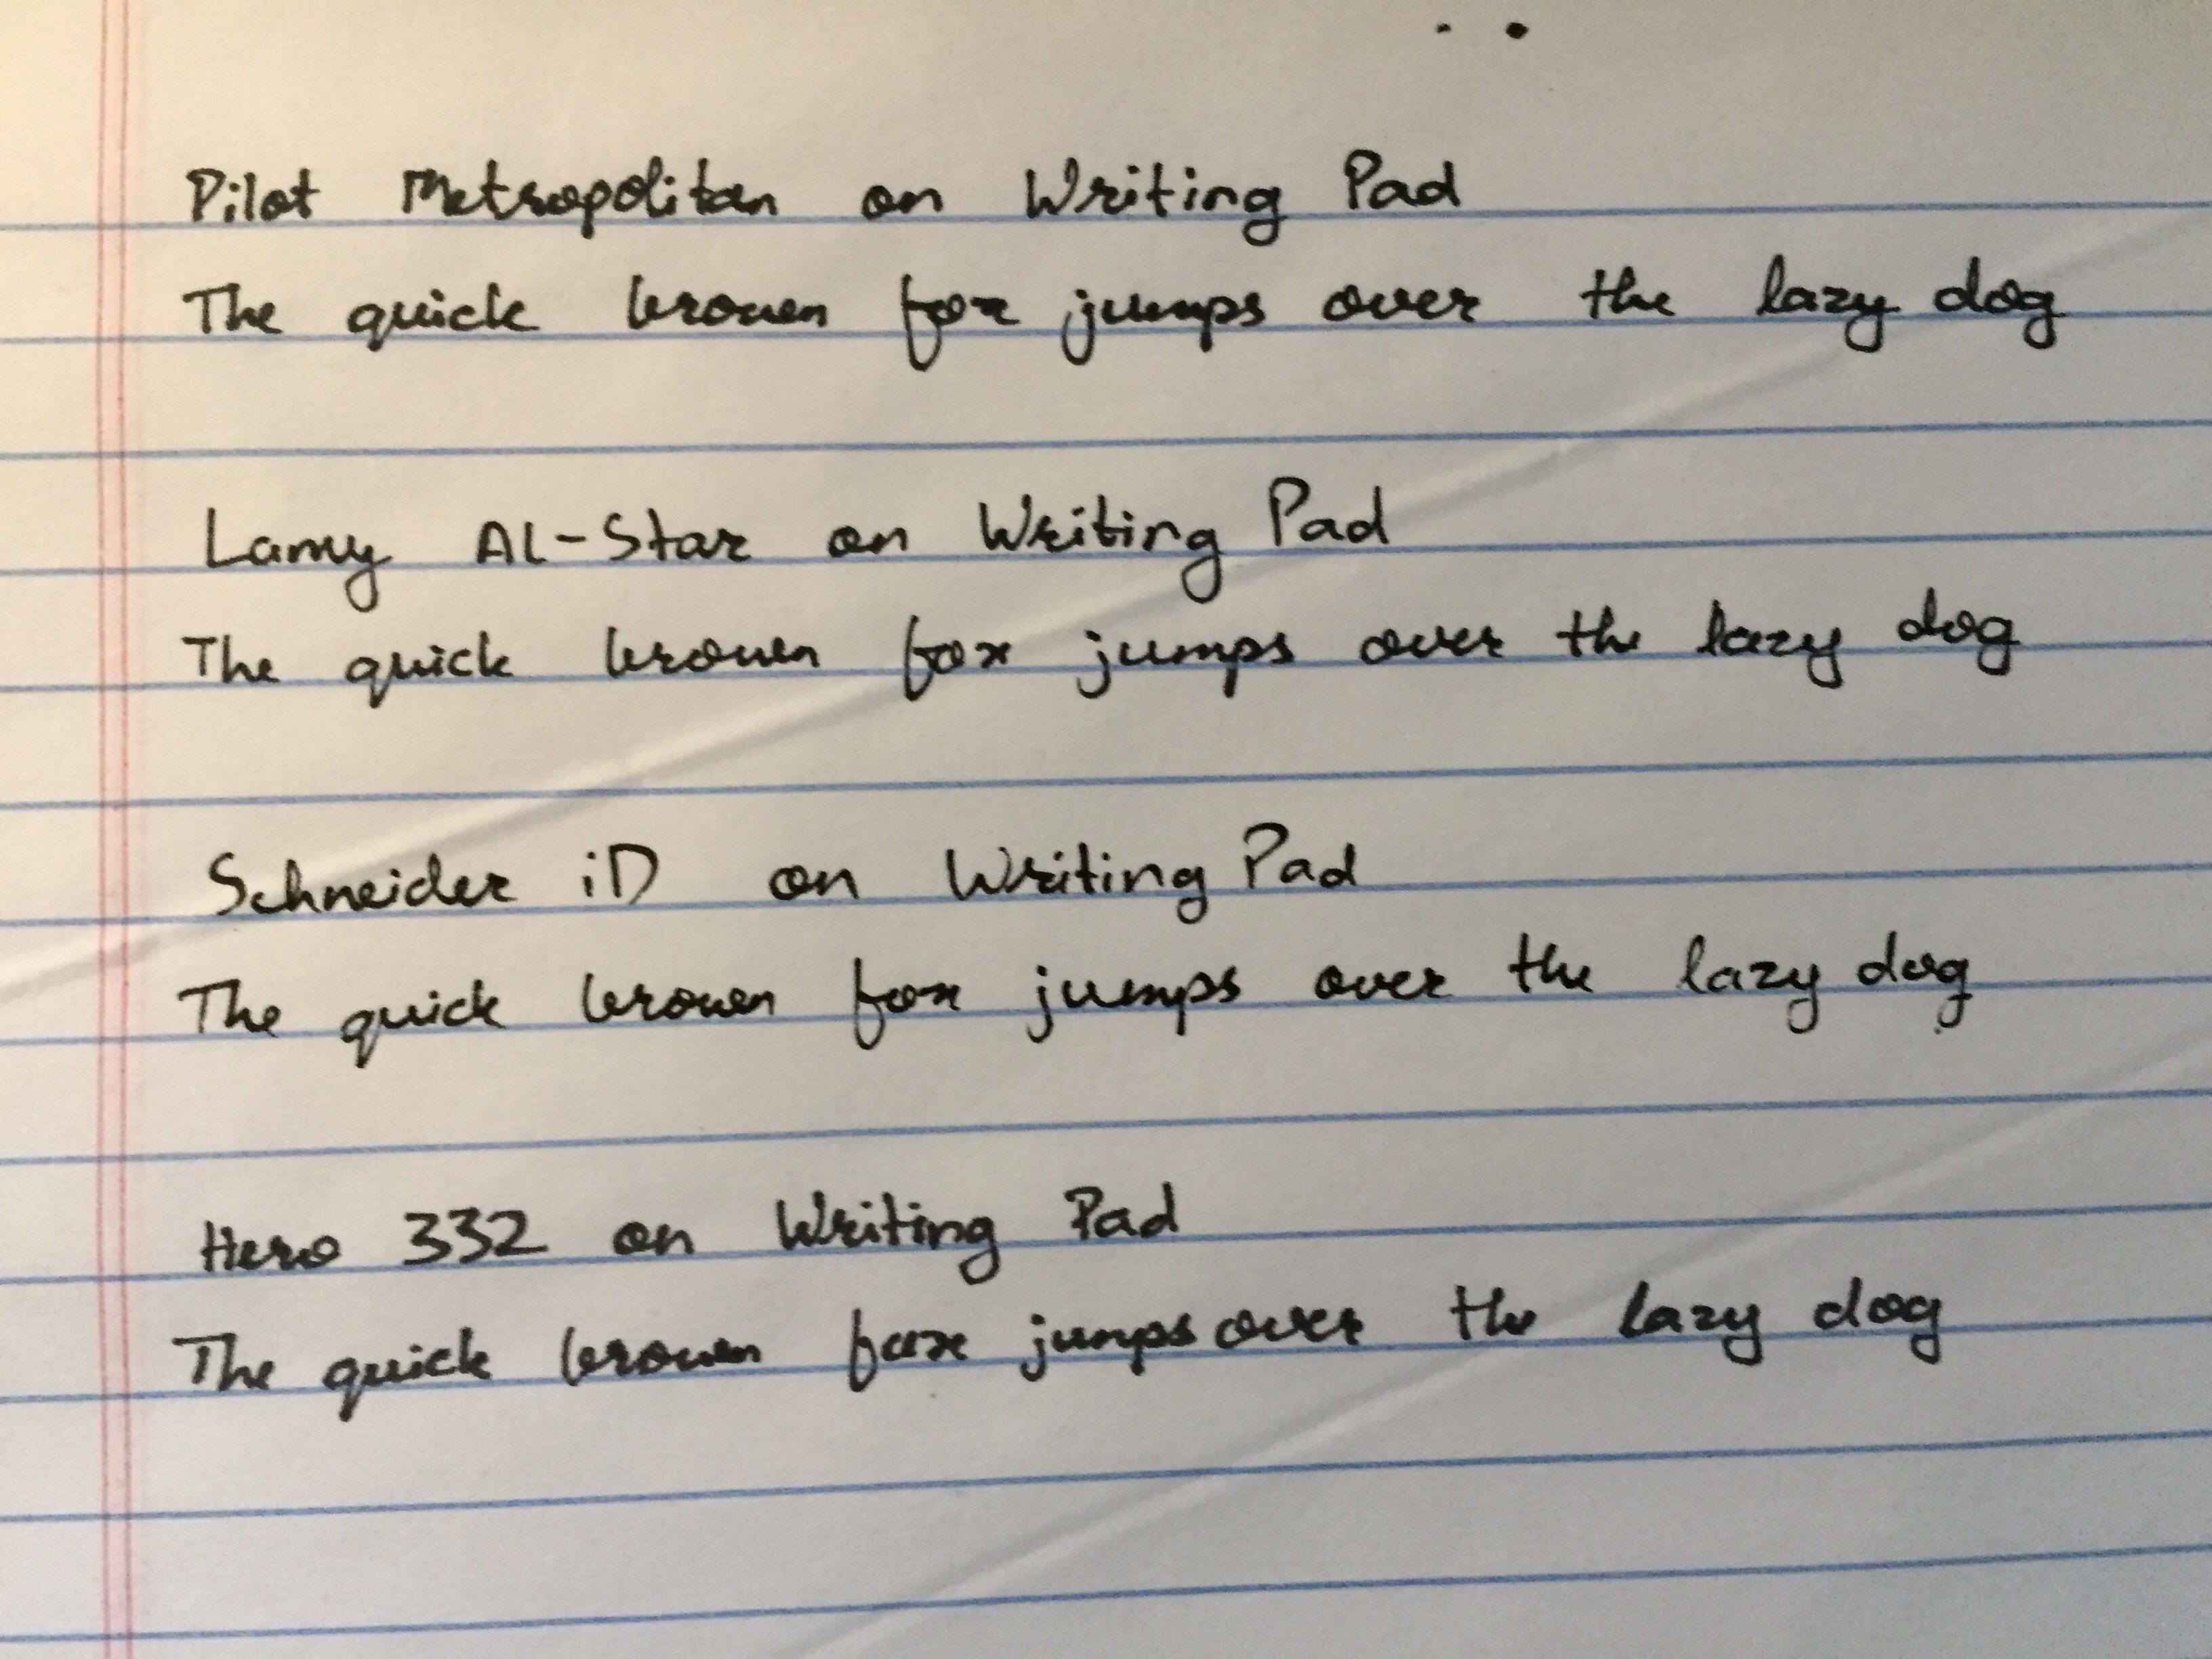 Pilot Metropolitan on Writing Pad
The quick brown fox jumps over the lazy dog
Lamy AL-Star on Writing Pad
The quick brown fox jumps over the lazy dog
Schneider iD on Writing Pad
The quick brown fox jumps over the lazy dog
Hero 332 on Writing Pad
The quick brown fox jumps over the lazy dog